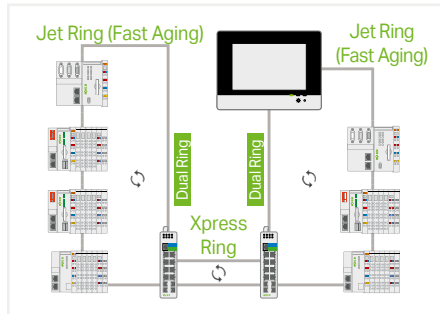 Jet Ring (Fast Aging)
Jet Ring
(Fast Aging)
Dual Ring
Dual Ring
Xpress
Ring